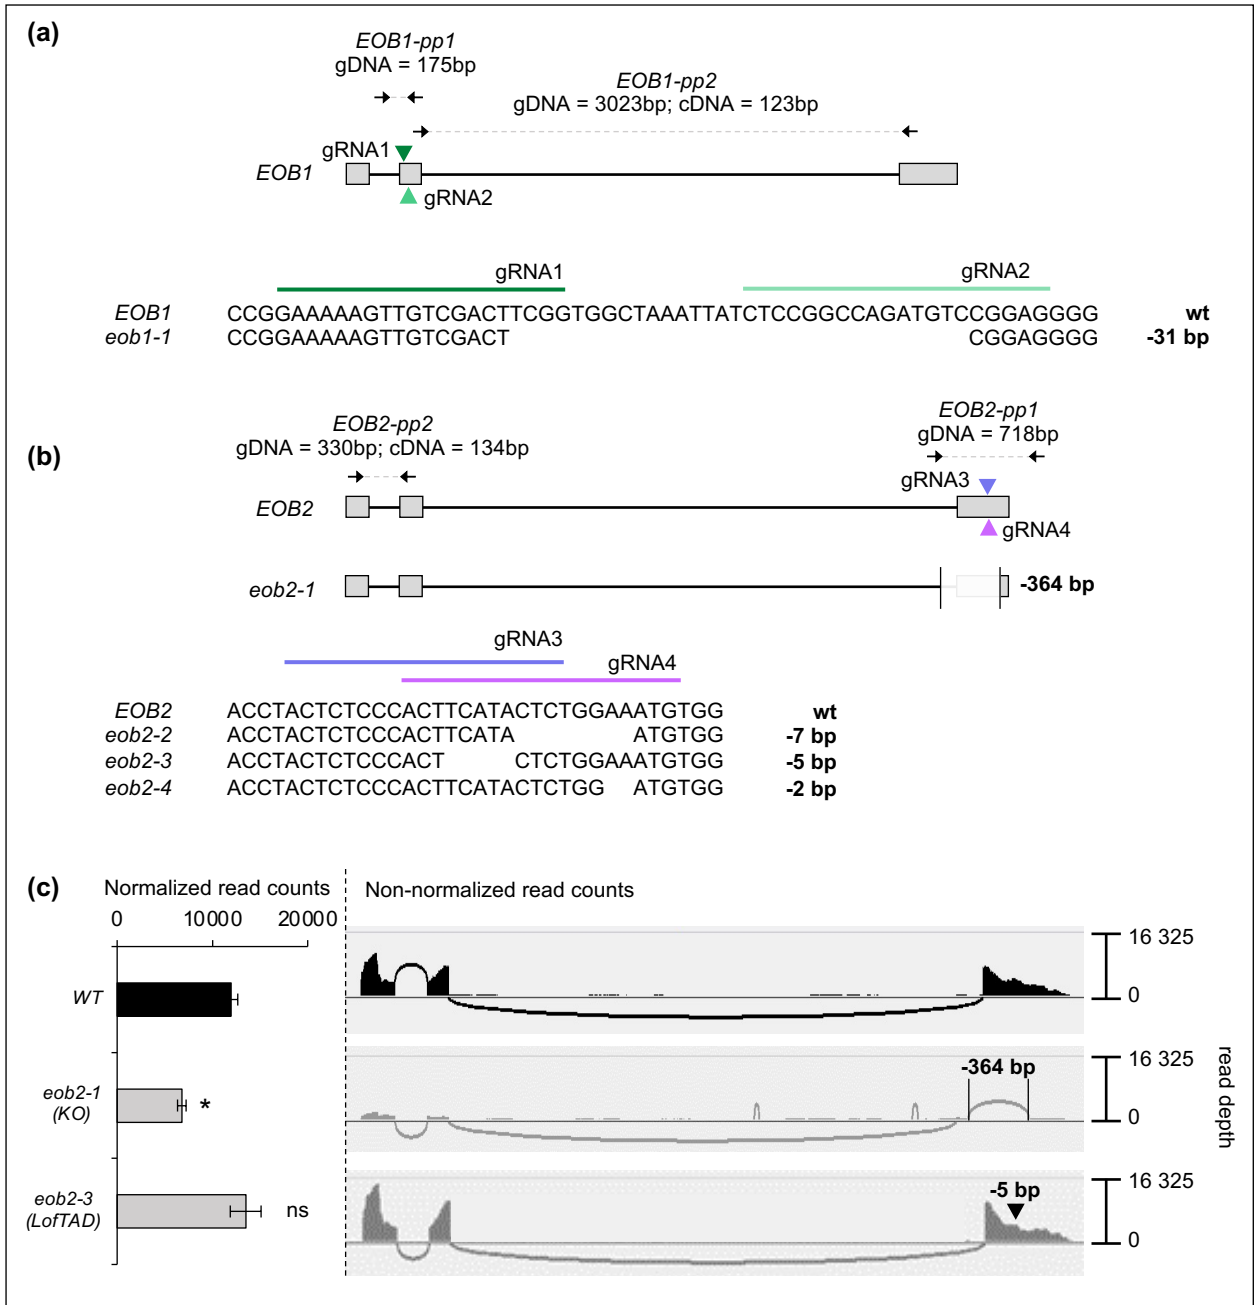 (a)
EOB1-pp1
gDNA = 175bp
EOB1-pp2
gDNA = 3023bp; cDNA = 123bp
gRNA1
EOB1
gRNA2
gRNA1 gRNA2
EOB1 CCGGAAAAAGTTGTCGACTTCGGTGGCTAAATTATCTCCGGCCAGATGTCCGGAGGGG wt
eob1-1 CCGGAAAAAGTTGTCGACT CGGAGGGG -31 bp
EOB2-pp1
gDNA = 718bp
EOB2-pp2
gDNA = 330bp; cDNA = 134bp
(b)
gRNA3
EOB2
gRNA4
eob2-1 -364 bp
gRNA3
gRNA4
EOB2 ACCTACTCTCCCACTTCATACTCTGGAAATGTGG wt
eob2-2 ACCTACTCTCCCACTTCATA ATGTGG -7 bp
eob2-3 ACCTACTCTCCCACT CTCTGGAAATGTGG -5 bp
eob2-4 ACCTACTCTCCCACTTCATACTCTGG ATGTGG -2 bp
(c)
Normalized read counts Non-normalized read counts
0 10000 20000
WT
16 325
0
eob2-1
(KO)
*
-364 bp
16 325
0
eob2-3
(LofTAD)
ns
-5 bp
16 325
0
read depth